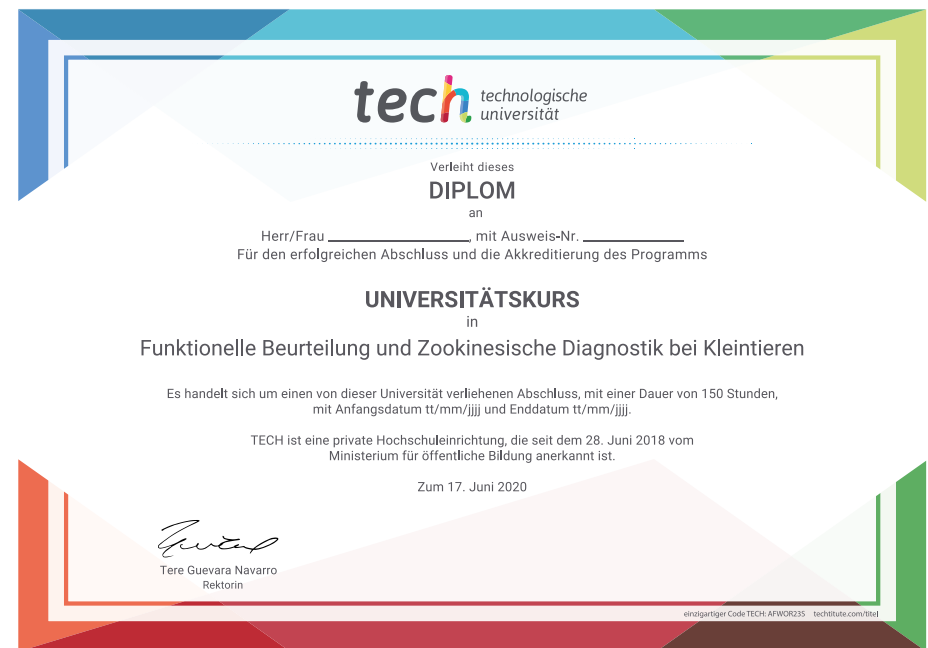 tech technologische
universität
Verleiht dieses
DIPLOM
an
Herr/Frau ____________________, mit Ausweis-Nr. ______________
Für den erfolgreichen Abschluss und die Akkreditierung des Programms
UNIVERSITÄTSKURS
in
Funktionelle Beurteilung und Zookinesische Diagnostik bei Kleintieren
Es handelt sich um einen von dieser Universität verliehenen Abschluss, mit einer Dauer von 150 Stunden,
mit Anfangsdatum tt/mm/jjjj und Enddatum tt/mm/jjjj.
TECH ist eine private Hochschuleinrichtung, die seit dem 28. Juni 2018 vom
Ministerium für öffentliche Bildung anerkannt ist.
Zum 17. Juni 2020
Tere Guevara Navarro
Rektorin
einzigartiger Code TECH: AFWOR23S techtitute.com/titel